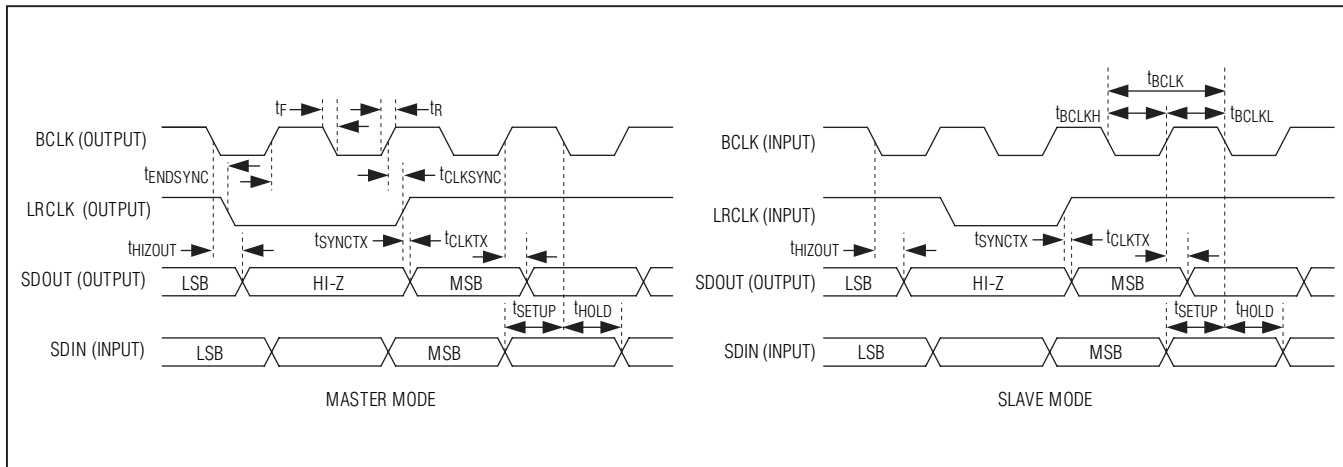 tF
tR
BCLK (OUTPUT)
tENDSYNC
tCLKSYNC
LRCLK (OUTPUT)
tHIZOUT
tSYNCTX
tCLKTX
SDOUT (OUTPUT)
LSB
HI-Z
MSB
tSETUP
tHOLD
SDIN (INPUT)
LSB
MSB
MASTER MODE
tBCLK
tBCLKH
tBCLKL
BCLK (INPUT)
LRCLK (INPUT)
tHIZOUT
tSYNCTX
tCLKTX
SDOUT (OUTPUT)
LSB
HI-Z
MSB
tSETUP
tHOLD
SDIN (INPUT)
LSB
MSB
SLAVE MODE